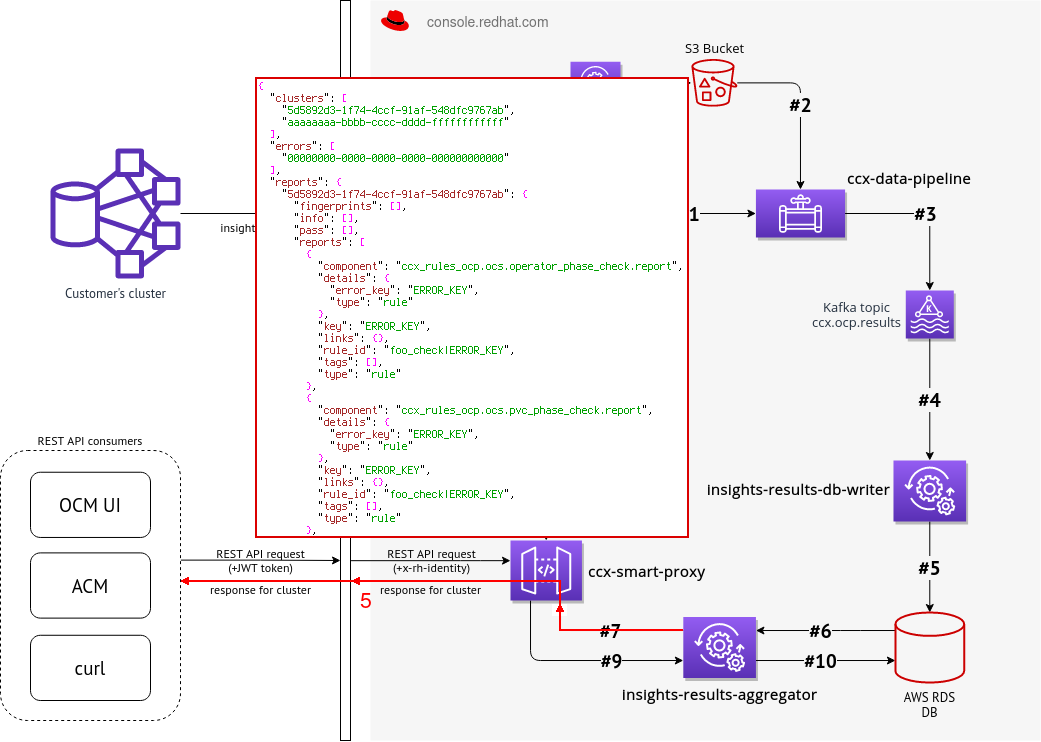 console.redhat.com
S3 Bucket
#2
{
"clusters": [
"5d5892d3-1f74-4ccf-91af-548dfc9767ab",
"aaaaaaaa-bbbb-cccc-dddd-ffffffffffff"
],
"errors": [
"00000000-0000-0000-0000-000000000000"
],
"reports": {
"5d5892d3-1f74-4ccf-91af-548dfc9767ab": {
"fingerprints": [],
"info": [],
"pass": [],
"reports": [
{
"component": "ccx_rules_ocp.ocs.operator_phase_check.report",
"details": {
"error_key": "ERROR_KEY",
"type": "rule"
},
"key": "ERROR_KEY",
"links": {},
"rule_id": "foo_check|ERROR_KEY",
"tags": [],
"type": "rule"
},
{
"component": "ccx_rules_ocp.ocs.pvc_phase_check.report",
"details": {
"error_key": "ERROR_KEY",
"type": "rule"
},
"key": "ERROR_KEY",
"links": {},
"rule_id": "foo_check|ERROR_KEY",
"tags": [],
"type": "rule"
},
ccx-data-pipeline
1
#3
insight
Customer's cluster
Kafka topic
ccx.ocp.results
K
#4
REST API consumers
OCM UI
ACM
curl
insights-results-db-writer
REST API request
(+JWT token)
response for cluster
REST API request
(+x-rh-identity)
response for cluster
5
</>
ccx-smart-proxy
#5
#7
#6
#9
#10
insights-results-aggregator
AWS RDS
DB